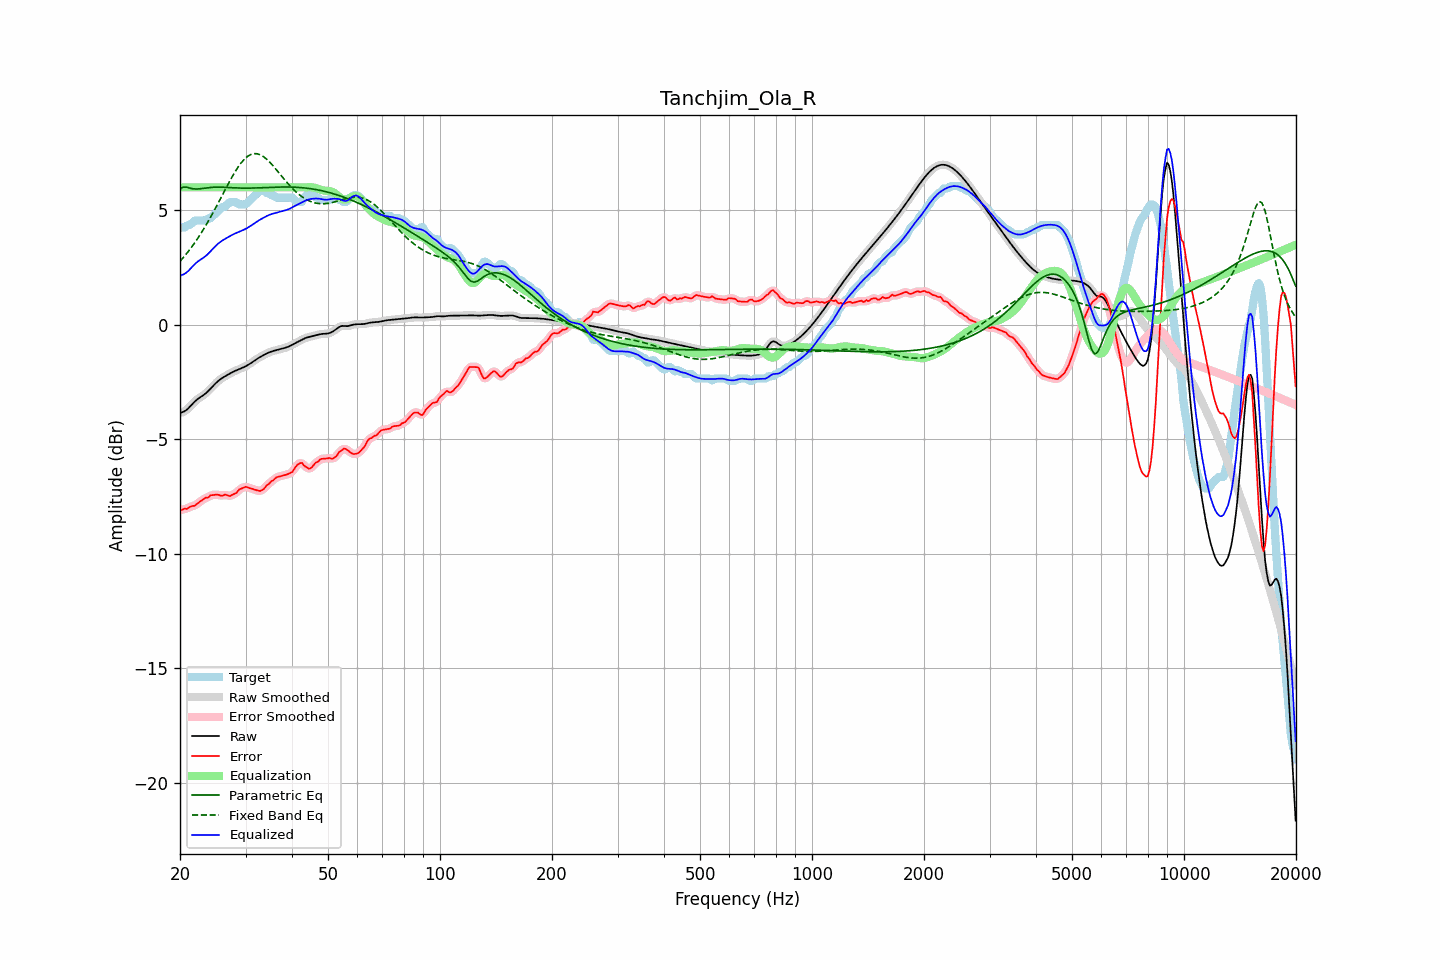 Tanchjim_Ola_R
Amplitude (dBr)
5
0
−5
−10
−15
−20
Target
Raw Smoothed
Error Smoothed
Raw
Error
Equalization
Parametric Eq
Fixed Band Eq
Equalized
20 50 100 200 500 1000 2000 5000 10000 20000
Frequency (Hz)